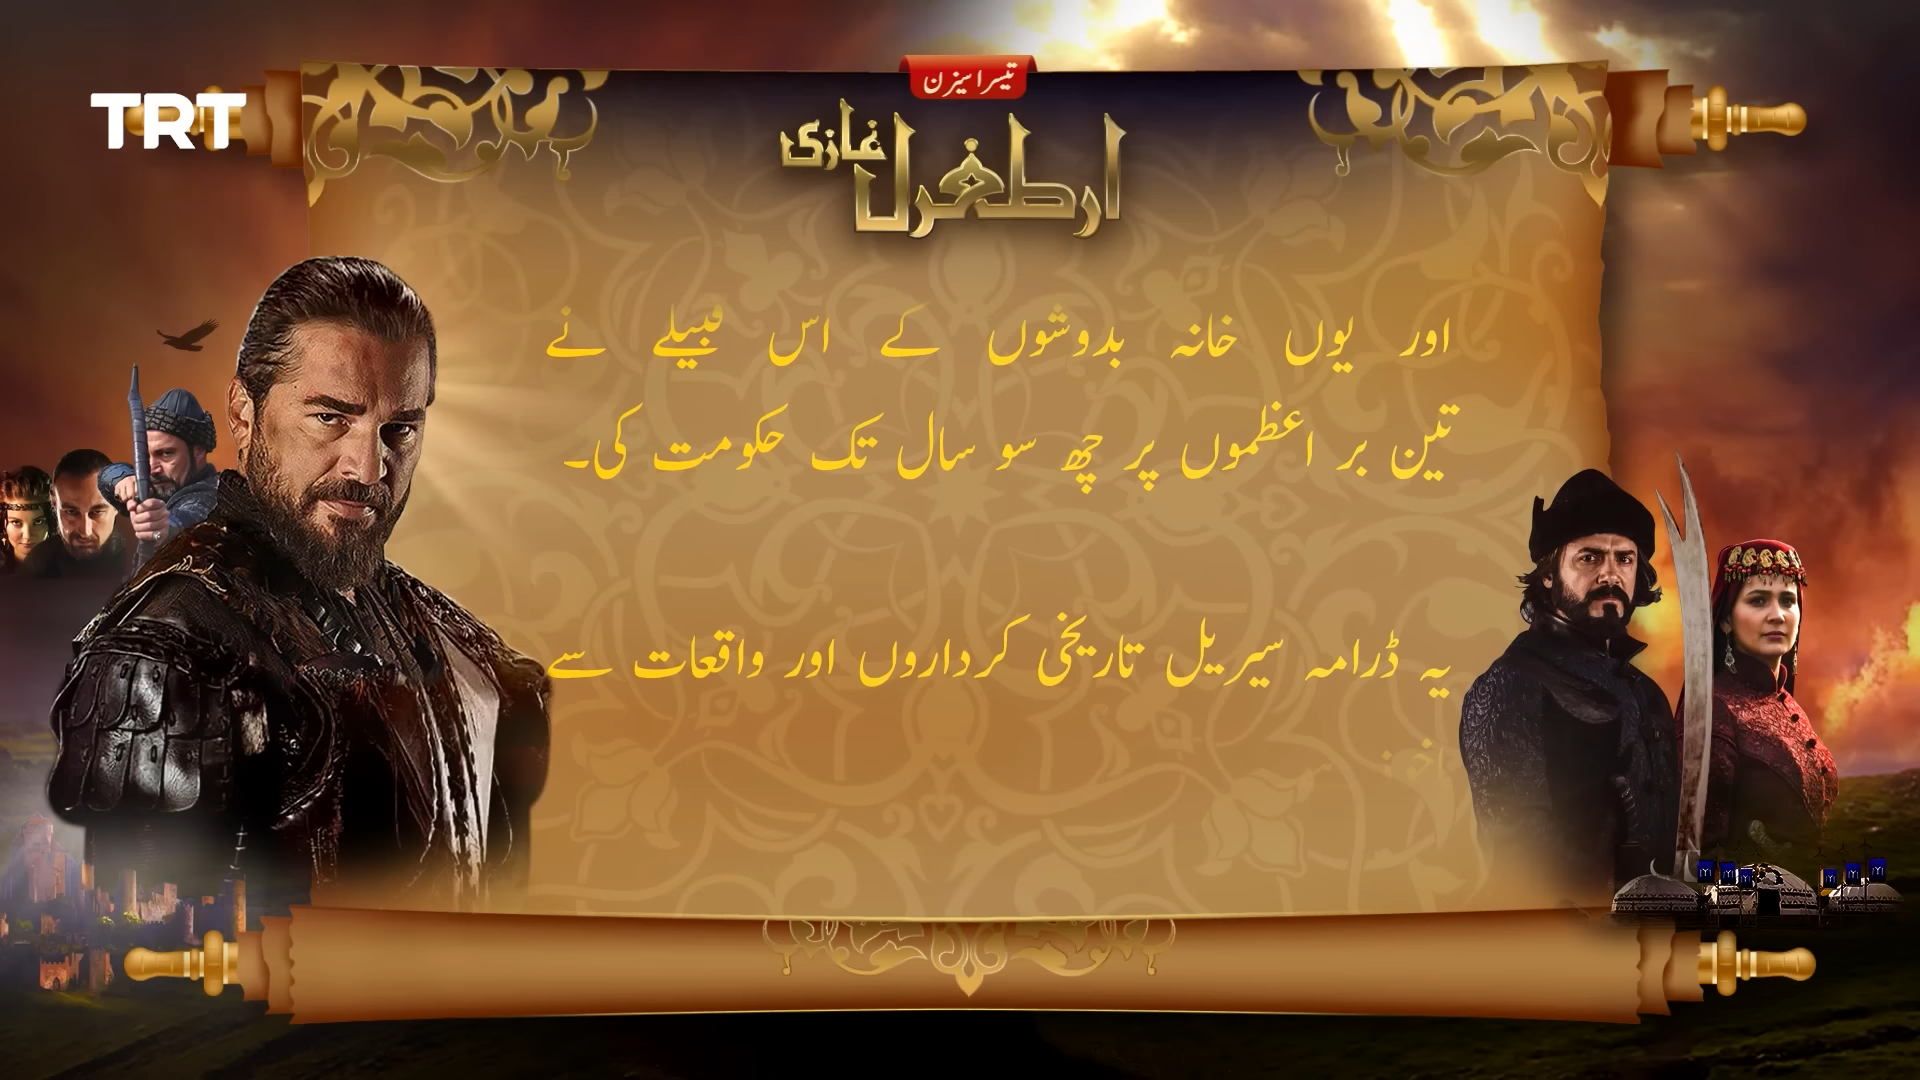 TRT
تیسرا سیزن
ارطغرل غازی
اور یوں خانہ بدوشوں کے اس قبیلے نے
تین بر اعظموں پر چھ سو سال تک حکومت کی۔
یہ ڈرامہ سیریل تاریخی کرداروں اور واقعات سے